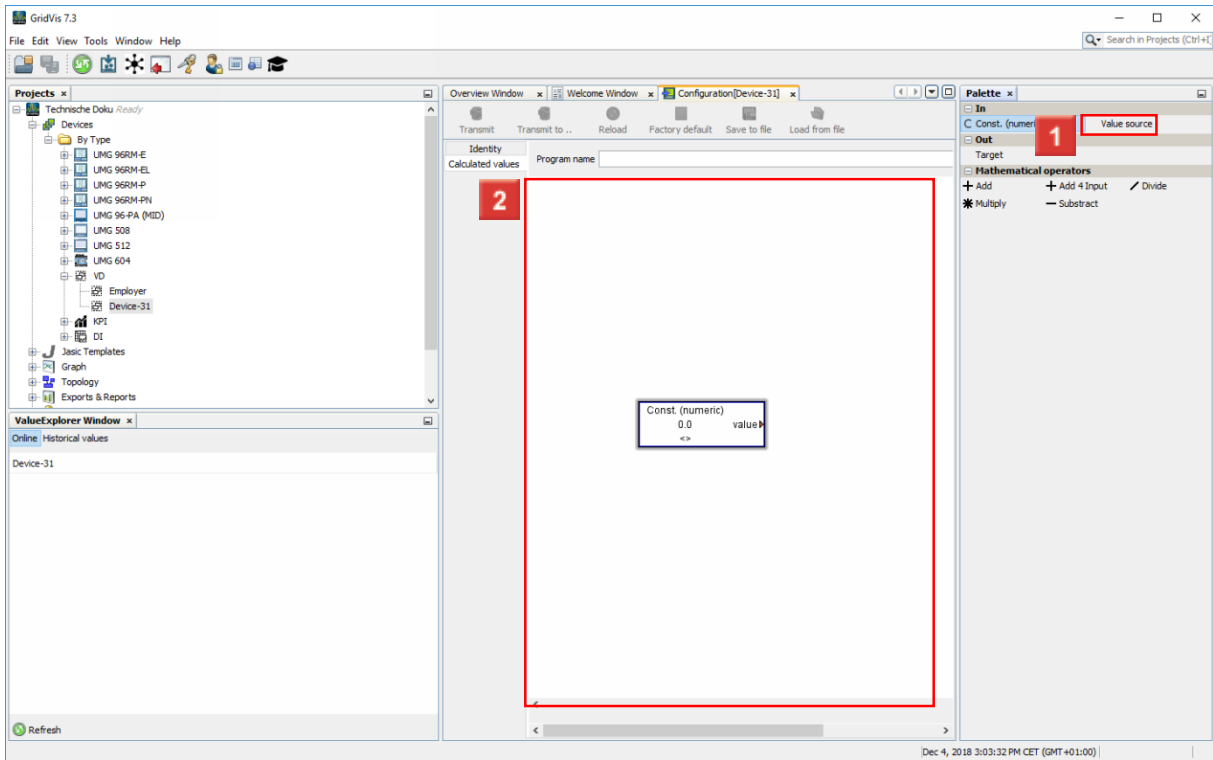 GridVis 7.3
File Edit View Tools Window Help
Search in Projects (Ctrl+I)
Projects
Technische Doku Ready
Devices
By Type
UMG 96RM-E
UMG 96RM-EL
UMG 96RM-P
UMG 96RM-PN
UMG 96-PA (MID)
UMG 508
UMG 512
UMG 604
VD
Employer
Device-31
KPI
DI
Jasic Templates
Graph
Topology
Exports & Reports
ValueExplorer Window
Online Historical values
Device-31
Refresh
Overview Window Welcome Window Configuration[Device-31]
Transmit Transmit to .. Reload Factory default Save to file Load from file
Identity
Calculated values
Program name
2
Const. (numeric)
0.0 value
<>
Palette
In
C Const. (numeri 1 Value source
Out
Target
Mathematical operators
Add Add 4 Input Divide
Multiply Substract
Dec 4, 2018 3:03:32 PM CET (GMT+01:00)